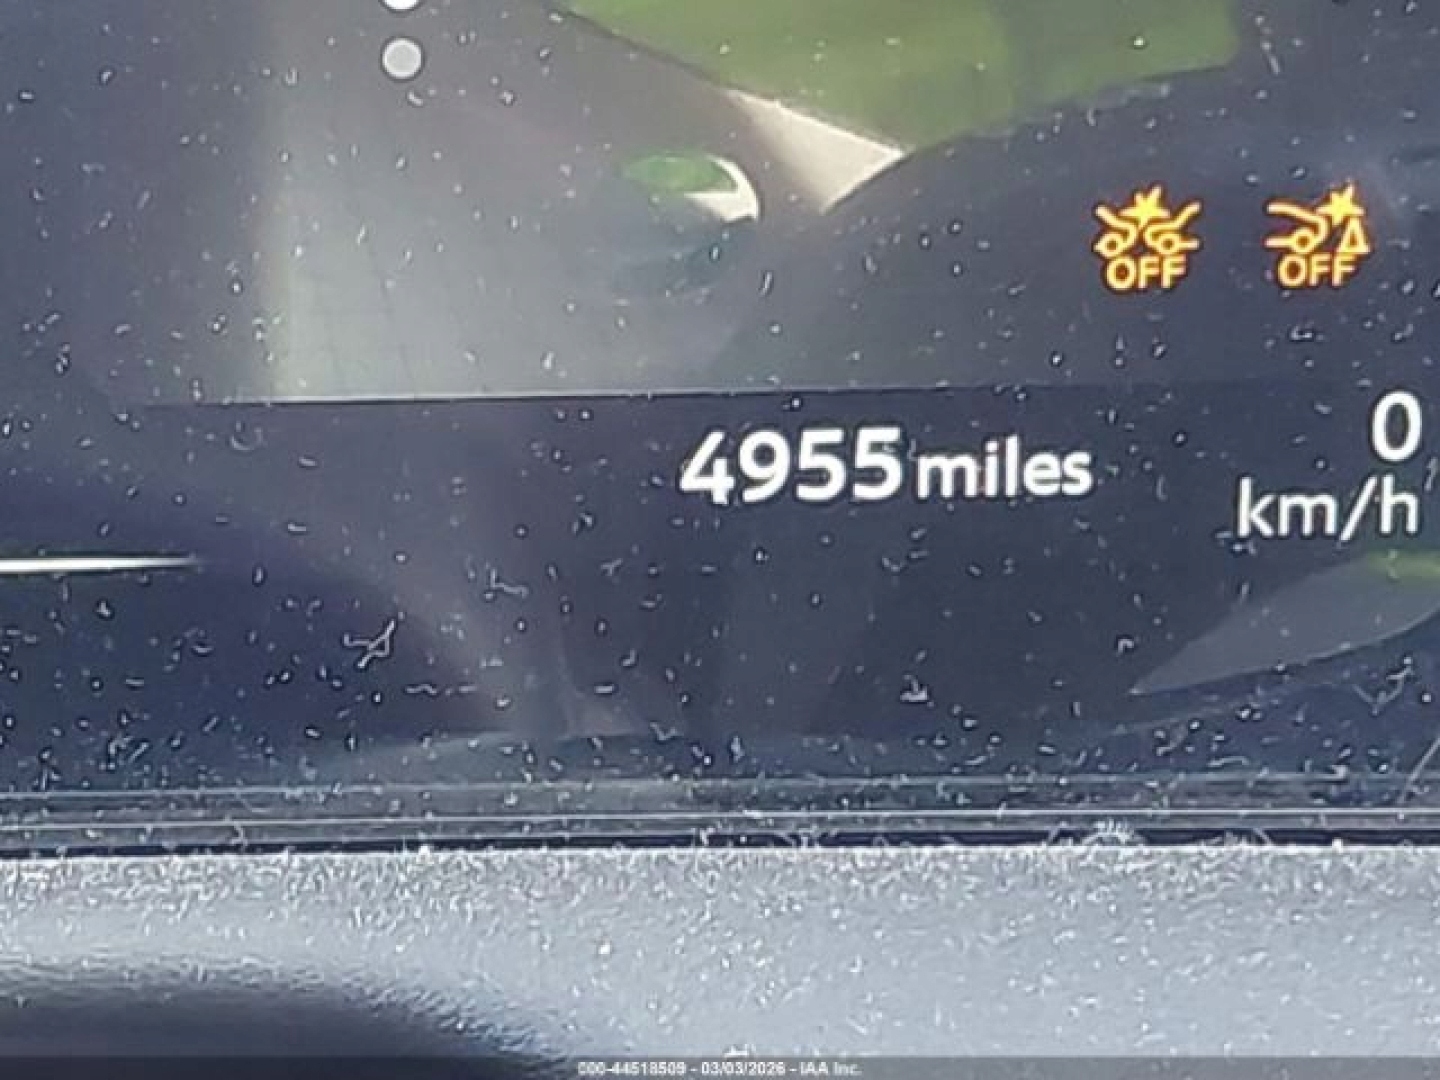 OFF OFF
4955 miles
0
km/h
000-44518509 - 03/03/2026 - IAA Inc.